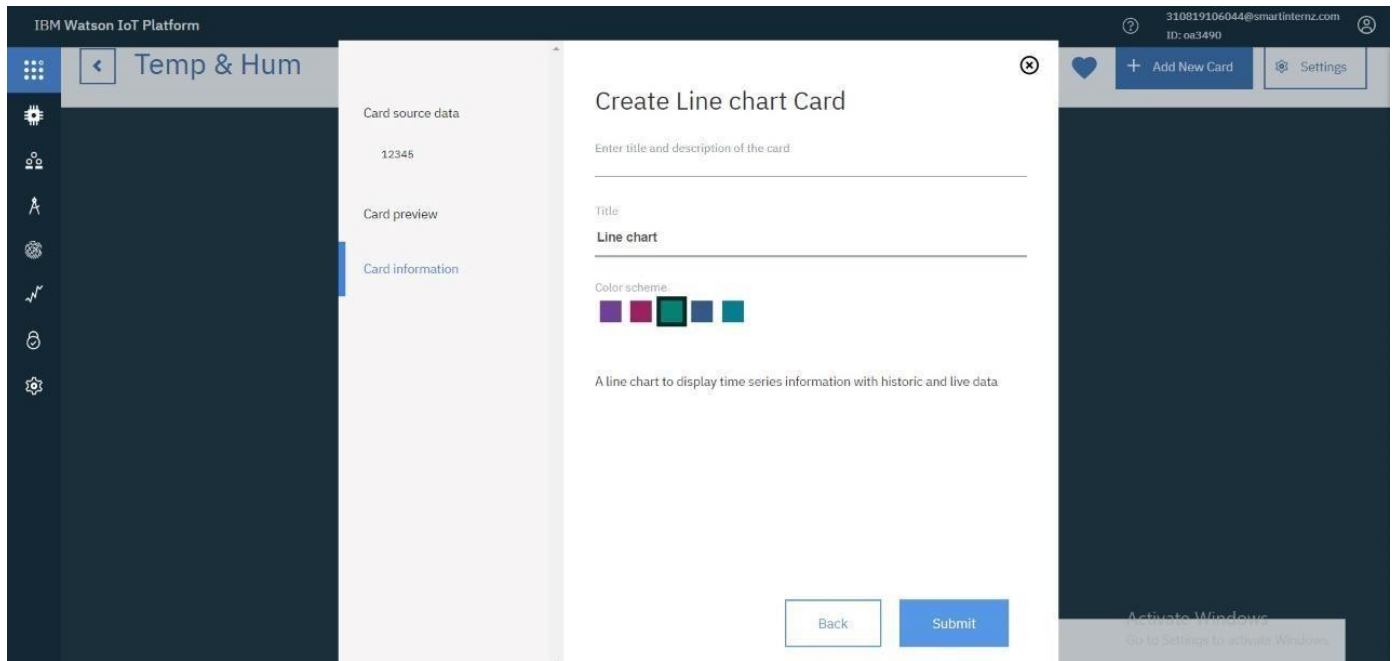 IBM Watson IoT Platform
310819106044@smartinternz.com
ID: oa3490
Temp & Hum
Add New Card
Settings
Card source data
12345
Card preview
Card information
Create Line chart Card
Enter title and description of the card
Title
Line chart
Color scheme
A line chart to display time series information with historic and live data
Back
Submit
Activate Windows
Go to Settings to activate Windows.